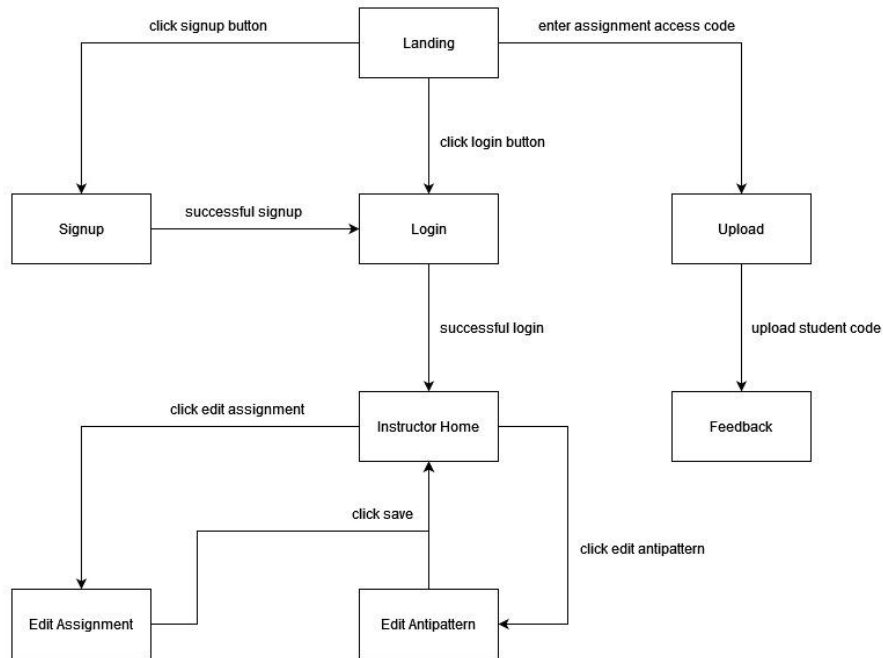 click signup button
Landing
enter assignment access code
click login button
Signup
successful signup
Login
Upload
successful login
upload student code
click edit assignment
Instructor Home
Feedback
click save
click edit antipattern
Edit Assignment
Edit Antipattern